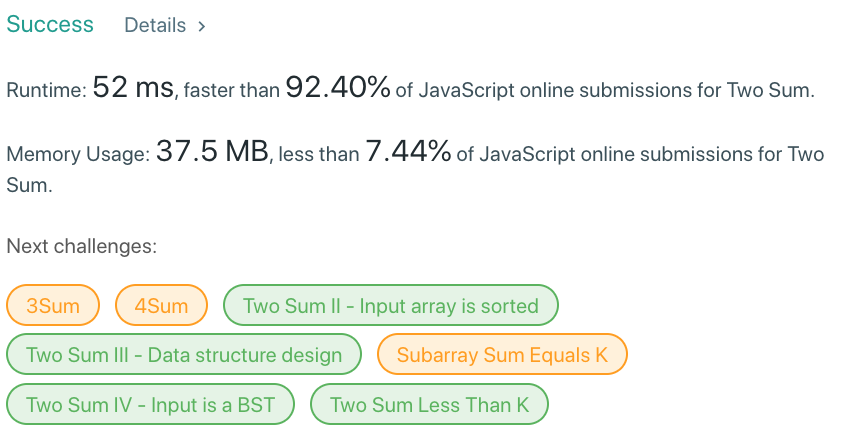 Success Details >
Runtime: 52 ms, faster than 92.40% of JavaScript online submissions for Two Sum.
Memory Usage: 37.5 MB, less than 7.44% of JavaScript online submissions for Two
Sum.
Next challenges:
3Sum 4Sum Two Sum II - Input array is sorted
Two Sum III - Data structure design Subarray Sum Equals K
Two Sum IV - Input is a BST Two Sum Less Than K